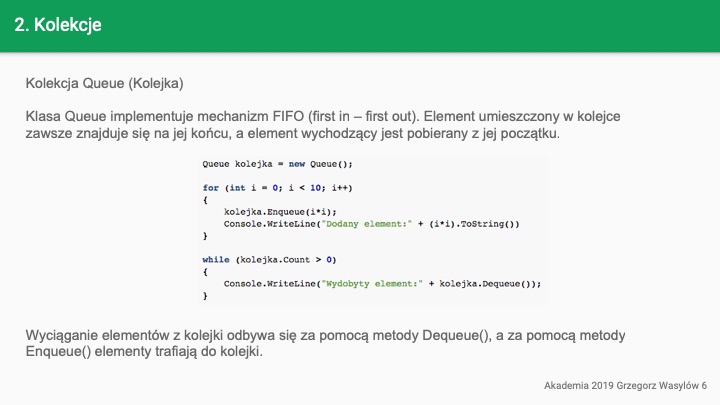 2. Kolekcje
Kolekcja Queue (Kolejka)
Klasa Queue implementuje mechanizm FIFO (first in – first out). Element umieszczony w kolejce
zawsze znajduje się na jej końcu, a element wychodzący jest pobierany z jej początku.
Queue kolejka = new Queue();
for (int i = 0; i < 10; i++)
{
kolejka.Enqueue(i*i);
Console.WriteLine("Dodany element:" + (i*i).ToString())
}
while (kolejka.Count > 0)
{
Console.WriteLine("Wydobyty element:" + kolejka.Dequeue());
}
Wyciąganie elementów z kolejki odbywa się za pomocą metody Dequeue(), a za pomocą metody
Enqueue() elementy trafiają do kolejki.
Akademia 2019 Grzegorz Wasylów 6